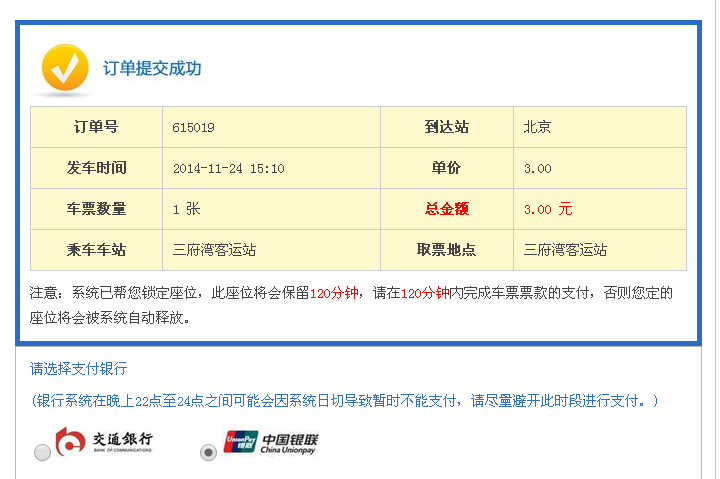 订单提交成功
订单号 615019 到达站 北京
发车时间 2014-11-24 15:10 单价 3.00
车票数量 1 张 总金额 3.00 元
乘车车站 三府湾客运站 取票地点 三府湾客运站
注意：系统已帮您锁定座位，此座位将会保留120分钟，请在120分钟内完成车票票款的支付，否则您定的
座位将会被系统自动释放。
请选择支付银行
(银行系统在晚上22点至24点之间可能会因系统日切导致暂时不能支付，请尽量避开此时段进行支付。)
交通銀行 UnionPay 银联 中国银联
BANK OF COMMUNICATIONS China Unionpay